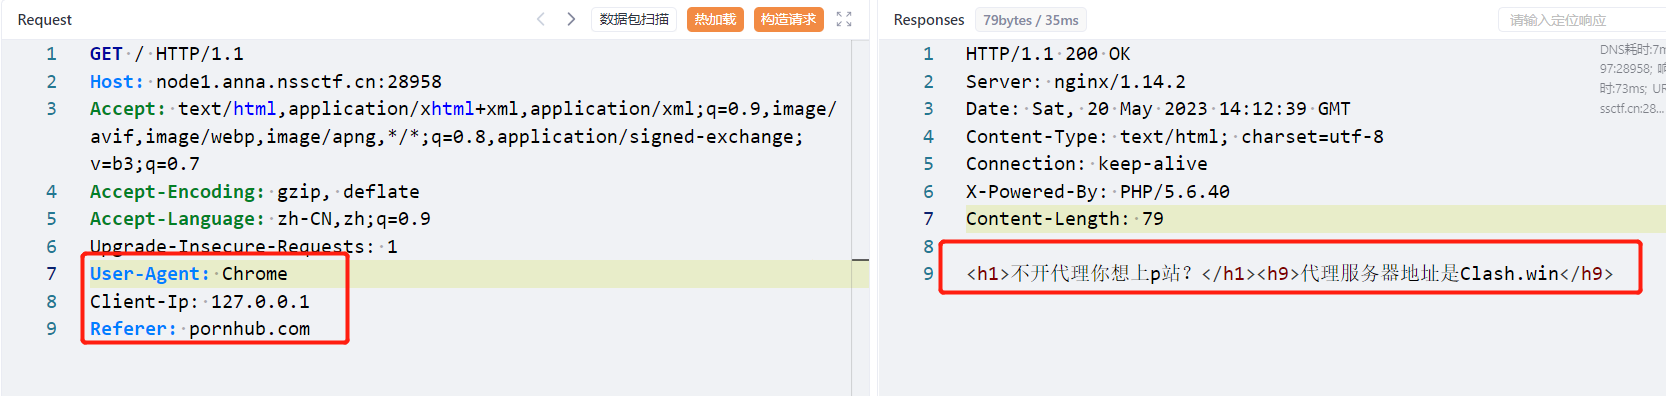 Request
数据包扫描
热加载
构造请求
1 GET / HTTP/1.1
2 Host: node1.anna.nssctf.cn:28958
3 Accept: text/html,application/xhtml+xml,application/xml;q=0.9,image/
avif,image/webp,image/apng,*/*;q=0.8,application/signed-exchange;
v=b3;q=0.7
4 Accept-Encoding: gzip, deflate
5 Accept-Language: zh-CN,zh;q=0.9
6 Upgrade-Insecure-Requests: 1
7 User-Agent: Chrome
8 Client-Ip: 127.0.0.1
9 Referer: pornhub.com
Responses
79bytes / 35ms
请输入定位响应
1 HTTP/1.1 200 OK
2 Server: nginx/1.14.2
3 Date: Sat, 20 May 2023 14:12:39 GMT
4 Content-Type: text/html; charset=utf-8
5 Connection: keep-alive
6 X-Powered-By: PHP/5.6.40
7 Content-Length: 79
8
9 <h1>不开代理你想上p站？</h1><h9>代理服务器地址是Clash.win</h9>
DNS耗时:7m
97:28958;
时:73ms; UR
ssctf.cn:28...